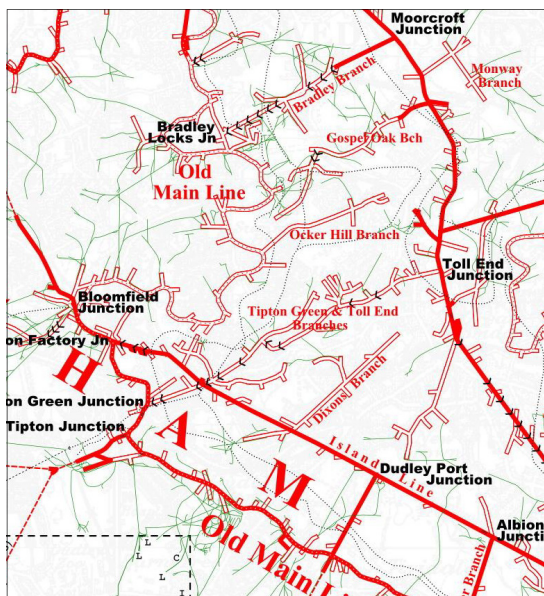 Moorcroft
Junction
Monway
Branch
Bradley Branch
Bradley
Locks Jn
Gospel Oak Bch
Old
Main Line
Ocker Hill Branch
Toll End
Junction
Bloomfield
Junction
Tipton Green & Toll End
Branches
on Factory Jn
H
on Green Junction
Dixons Branch
A
Tipton Junction
Island Line
M
Dudley Port
Junction
Old Main Li
Albion
Junct
r Branch
L
L
C
L
L